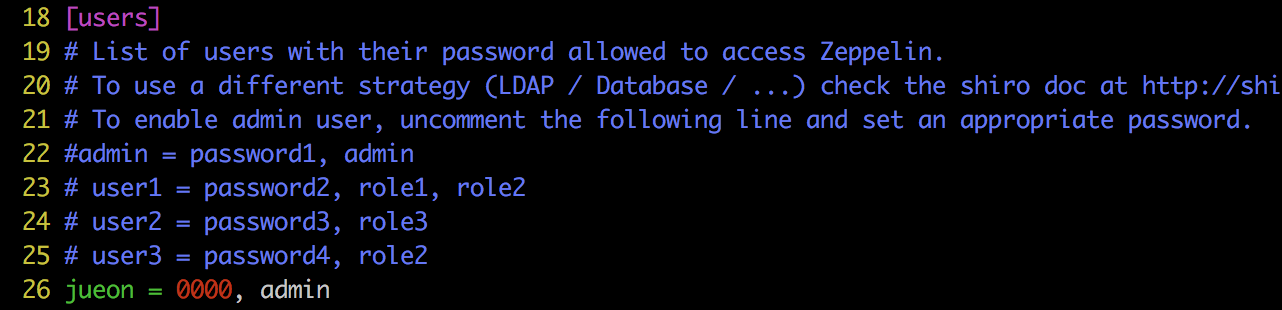 18 [users]
19 # List of users with their password allowed to access Zeppelin.
20 # To use a different strategy (LDAP / Database / ...) check the shiro doc at http://shi
21 # To enable admin user, uncomment the following line and set an appropriate password.
22 #admin = password1, admin
23 # user1 = password2, role1, role2
24 # user2 = password3, role3
25 # user3 = password4, role2
26 jueon = 0000, admin